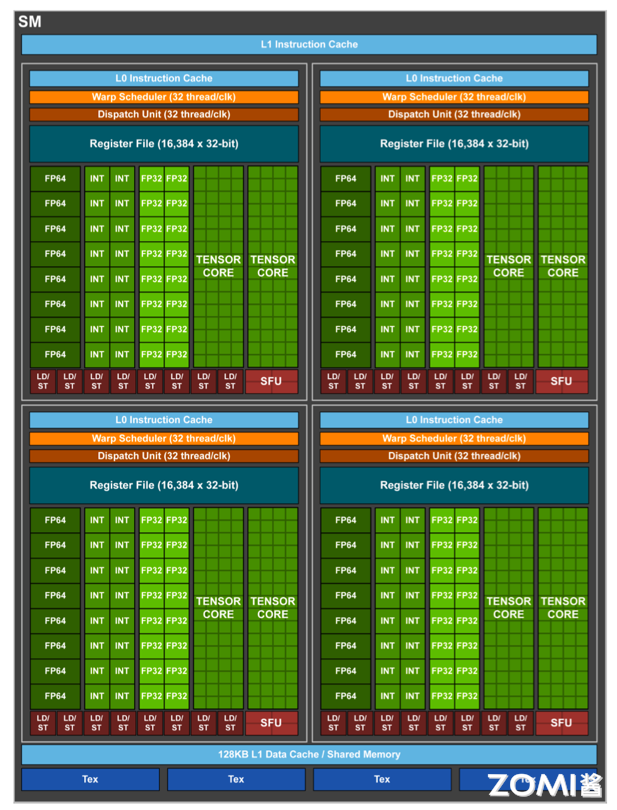 SM
L1 Instruction Cache
L0 Instruction Cache
Warp Scheduler (32 thread/clk)
Dispatch Unit (32 thread/clk)
Register File (16,384 x 32-bit)
FP64 INT INT FP32 FP32
FP64 INT INT FP32 FP32
FP64 INT INT FP32 FP32
FP64 INT INT FP32 FP32 TENSOR TENSOR
FP64 INT INT FP32 FP32 CORE CORE
FP64 INT INT FP32 FP32
FP64 INT INT FP32 FP32
FP64 INT INT FP32 FP32
LD/ LD/ LD/ LD/ LD/ LD/ LD/ LD/ SFU
ST ST ST ST ST ST ST ST
L0 Instruction Cache
Warp Scheduler (32 thread/clk)
Dispatch Unit (32 thread/clk)
Register File (16,384 x 32-bit)
FP64 INT INT FP32 FP32
FP64 INT INT FP32 FP32
FP64 INT INT FP32 FP32
FP64 INT INT FP32 FP32 TENSOR TENSOR
FP64 INT INT FP32 FP32 CORE CORE
FP64 INT INT FP32 FP32
FP64 INT INT FP32 FP32
FP64 INT INT FP32 FP32
LD/ LD/ LD/ LD/ LD/ LD/ LD/ LD/ SFU
ST ST ST ST ST ST ST ST
L0 Instruction Cache
Warp Scheduler (32 thread/clk)
Dispatch Unit (32 thread/clk)
Register File (16,384 x 32-bit)
FP64 INT INT FP32 FP32
FP64 INT INT FP32 FP32
FP64 INT INT FP32 FP32
FP64 INT INT FP32 FP32 TENSOR TENSOR
FP64 INT INT FP32 FP32 CORE CORE
FP64 INT INT FP32 FP32
FP64 INT INT FP32 FP32
FP64 INT INT FP32 FP32
LD/ LD/ LD/ LD/ LD/ LD/ LD/ LD/ SFU
ST ST ST ST ST ST ST ST
L0 Instruction Cache
Warp Scheduler (32 thread/clk)
Dispatch Unit (32 thread/clk)
Register File (16,384 x 32-bit)
FP64 INT INT FP32 FP32
FP64 INT INT FP32 FP32
FP64 INT INT FP32 FP32
FP64 INT INT FP32 FP32 TENSOR TENSOR
FP64 INT INT FP32 FP32 CORE CORE
FP64 INT INT FP32 FP32
FP64 INT INT FP32 FP32
FP64 INT INT FP32 FP32
LD/ LD/ LD/ LD/ LD/ LD/ LD/ LD/ SFU
ST ST ST ST ST ST ST ST
128KB L1 Data Cache / Shared Memory
Tex Tex Tex
ZOMI酱